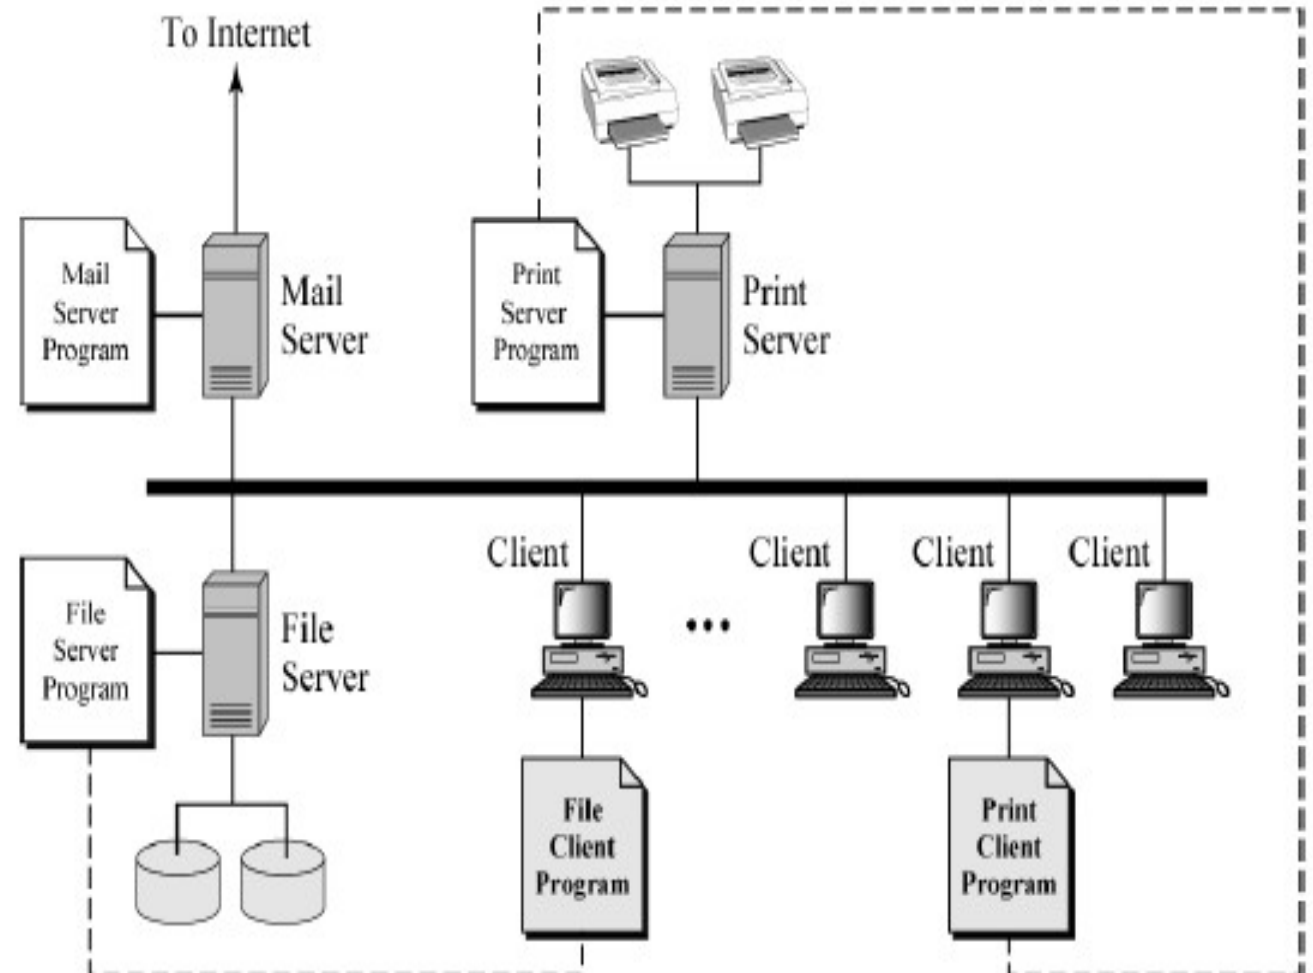 To Internet
Mail
Server
Program
Mail
Server
Print
Server
Program
Print
Server
File
Server
Program
File
Server
Client
Client
Client
Client
...
File
Client
Program
Print
Client
Program